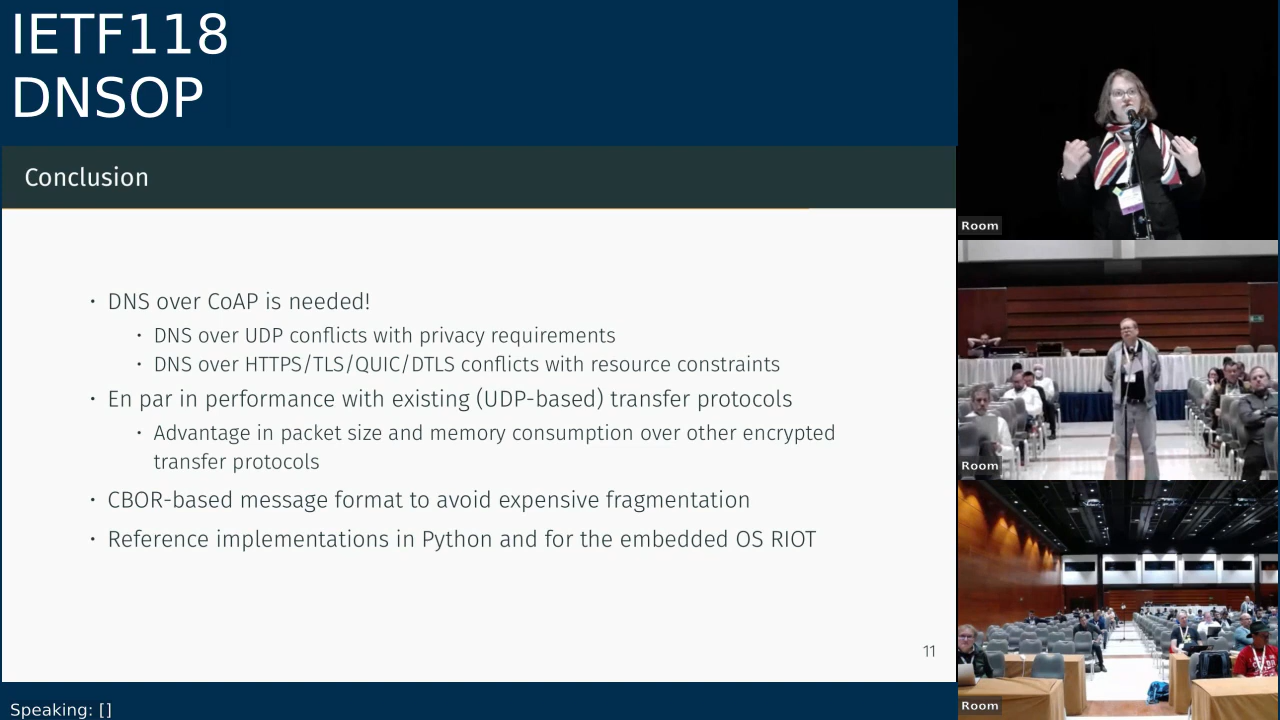 IETF118
DNSOP
Conclusion
• DNS over CoAP is needed!
• DNS over UDP conflicts with privacy requirements
• DNS over HTTPS/TLS/QUIC/DTLS conflicts with resource constraints
• En par in performance with existing (UDP-based) transfer protocols
• Advantage in packet size and memory consumption over other encrypted
transfer protocols
• CBOR-based message format to avoid expensive fragmentation
• Reference implementations in Python and for the embedded OS RIOT
11
Speaking: []
Room
Room
Room